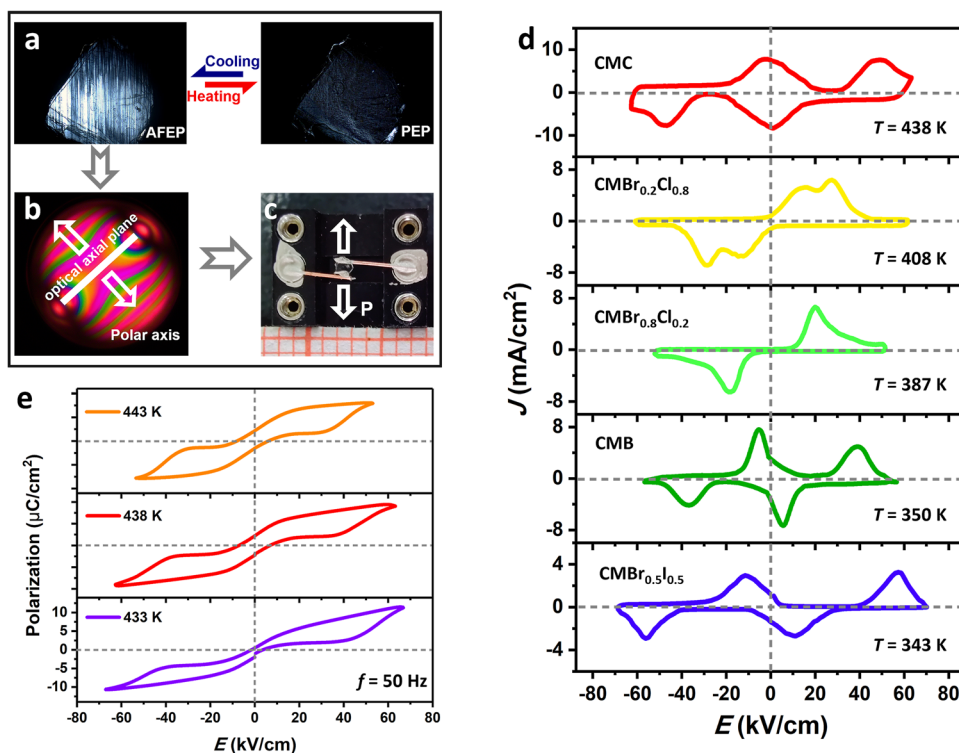 a
Cooling
Heating
AFEP
PEP
b
optical axial plane
Polar axis
c
P
d
CMC
T = 438 K
CMBr0.2Cl0.8
T = 408 K
CMBr0.8Cl0.2
T = 387 K
CMB
T = 350 K
CMBr0.5I0.5
T = 343 K
10
0
-10
8
0
-8
8
0
-8
8
0
-8
4
0
-4
J (mA/cm2)
-80 -60 -40 -20 0 20 40 60 80
E (kV/cm)
e
443 K
438 K
433 K
f = 50 Hz
10
5
0
-5
-10
Polarization (μC/cm2)
-80 -60 -40 -20 0 20 40 60 80
E (kV/cm)